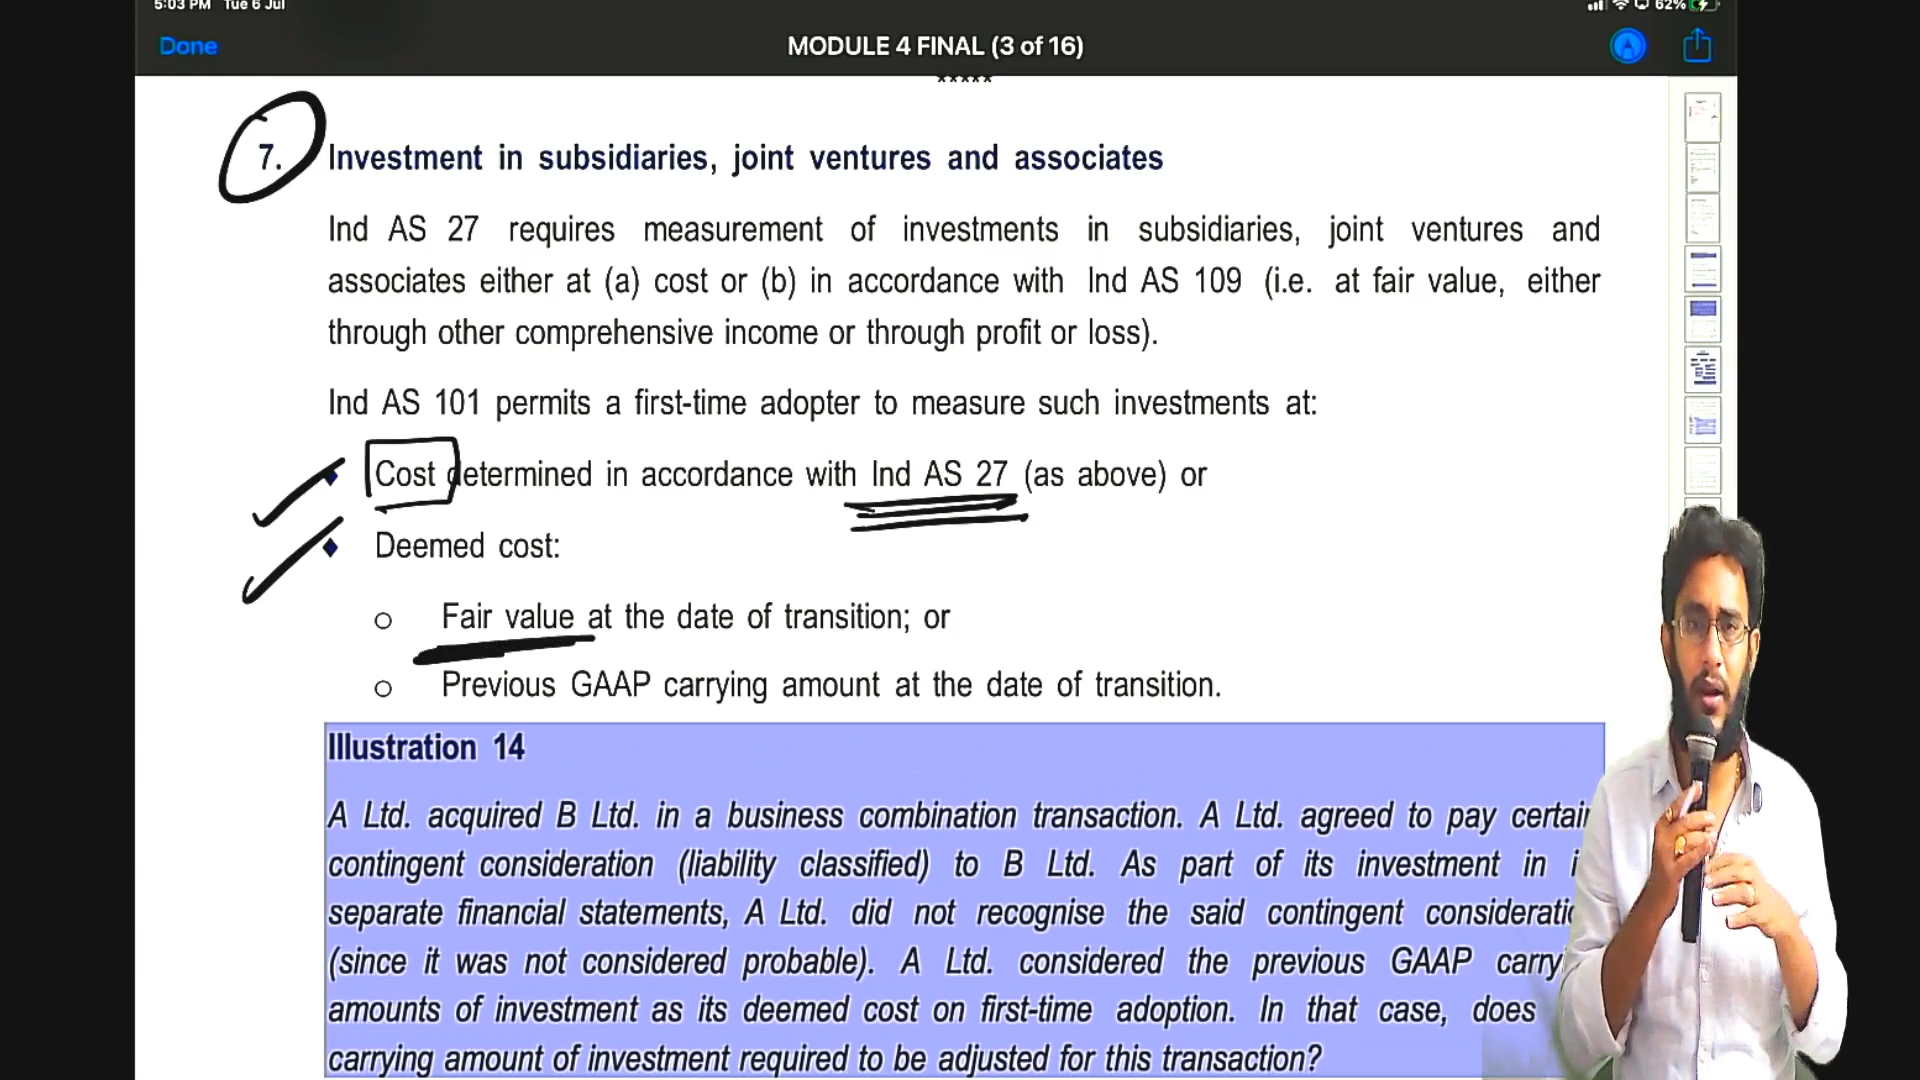 5:03 PM Tue 6 Jul
62%
Done
MODULE 4 FINAL (3 of 16)
*****
7. Investment in subsidiaries, joint ventures and associates
Ind AS 27 requires measurement of investments in subsidiaries, joint ventures and
associates either at (a) cost or (b) in accordance with Ind AS 109 (i.e. at fair value, either
through other comprehensive income or through profit or loss).
Ind AS 101 permits a first-time adopter to measure such investments at:
Cost determined in accordance with Ind AS 27 (as above) or
Deemed cost:
Fair value at the date of transition; or
Previous GAAP carrying amount at the date of transition.
Illustration 14
A Ltd. acquired B Ltd. in a business combination transaction. A Ltd. agreed to pay
contingent consideration (liability classified) to B Ltd. As part of its investment in
separate financial statements, A Ltd. did not recognise the said contingent
(since it was not considered probable). A Ltd. considered the previous GAAP
amounts of investment as its deemed cost on first-time adoption. In that case, does
carrying amount of investment required to be adjusted for this transaction?